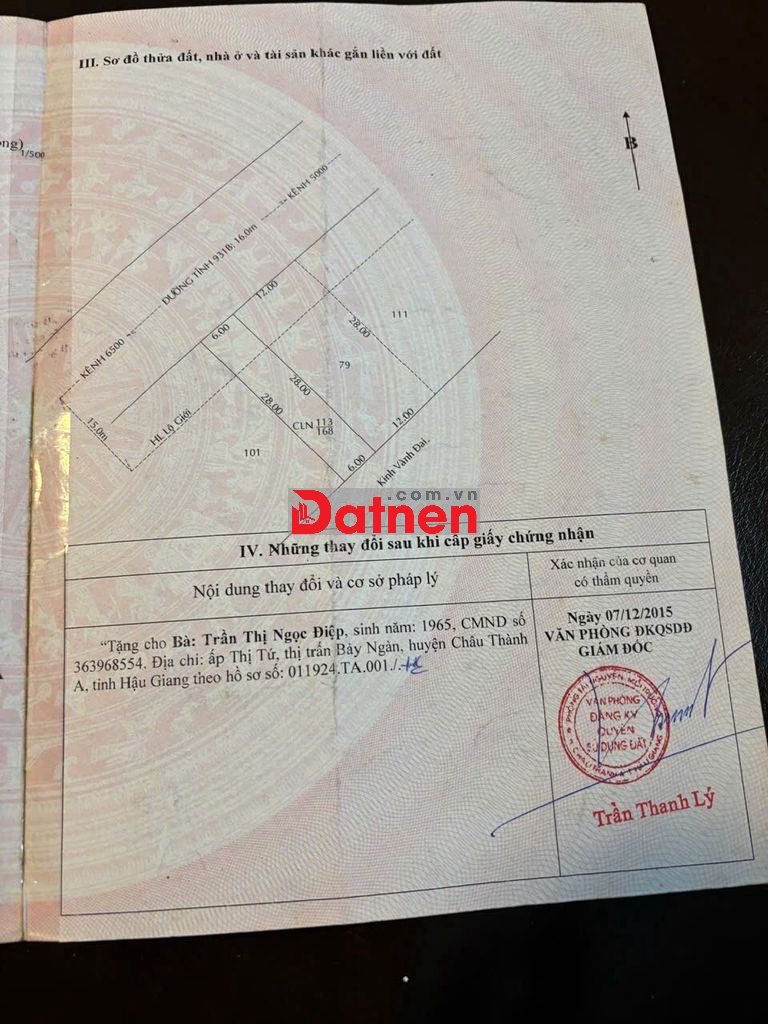 III. Sơ đồ thửa đất, nhà ở và tài sản khác gắn liền với đất
ong)
1/500
B
KÊNH 5000
ĐƯỜNG TỈNH 931B; 16.0m
KÊNH 6500
12.00
6.00
28.00
111
79
28.00
28.00
15.0m
HL Lộ Giới
CLN 113
168
12.00
101
6.00
Kinh Vành Đai.
Datnen
.com.vn
IV. Những thay đổi sau khi cấp giấy chứng nhận
Nội dung thay đổi và cơ sở pháp lý
Xác nhận của cơ quan
có thẩm quyền
“Tặng cho Bà: Trần Thị Ngọc Điệp, sinh năm: 1965, CMND số
363968554. Địa chỉ: ấp Thị Tứ, thị trấn Bảy Ngàn, huyện Châu Thành
A, tỉnh Hậu Giang theo hồ sơ số: 011924.TA.001./.
Ngày 07/12/2015
VĂN PHÒNG ĐKQSDĐ
GIÁM ĐỐC
VĂN PHÒNG
ĐĂNG KÝ
QUYỀN
SỬ DỤNG ĐẤT
Trần Thanh Lý